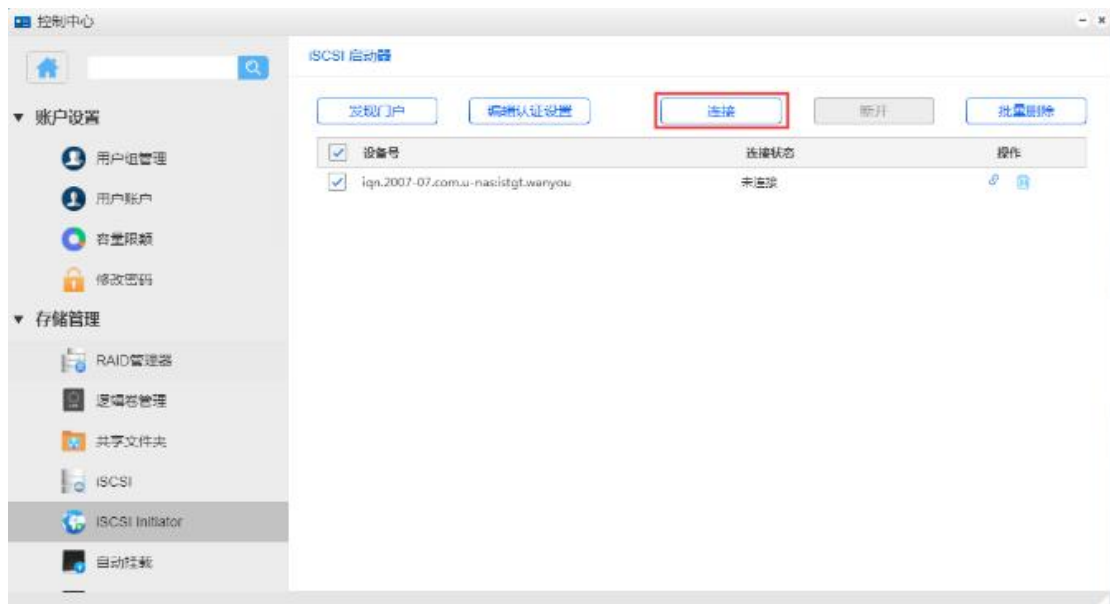 控制中心
iSCSI 启动器
发现门户 编辑认证设置 连接 断开 批量删除
设备号 连接状态 操作
iqn.2007-07.com.u-nas:istgt.wanyou 未连接
账户设置
用户组管理
用户账户
容量限额
修改密码
存储管理
RAID管理器
逻辑卷管理
共享文件夹
iSCSI
iSCSI Initiator
自动挂载